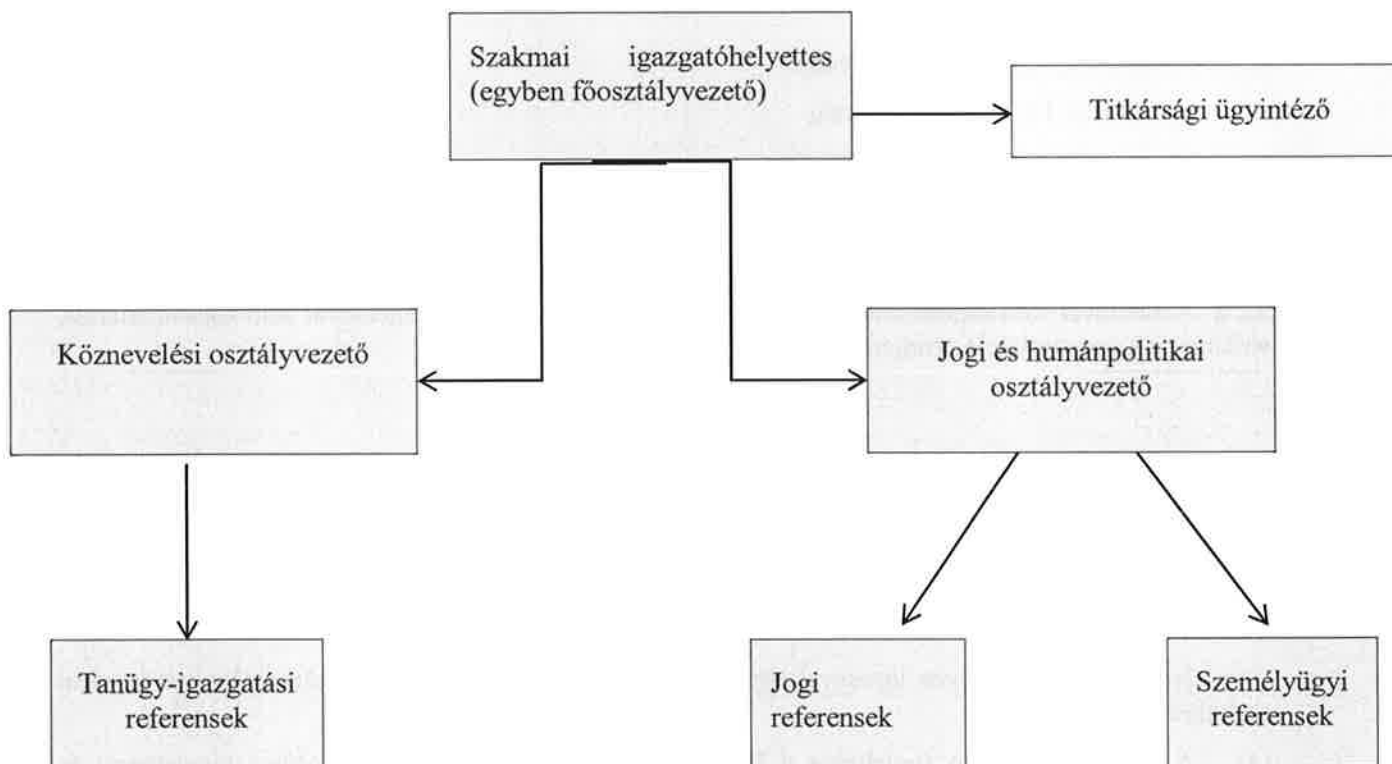 Szakmai igazgatóhelyettes
(egyben főosztályvezető)
Titkársági ügyintéző
Köznevelési osztályvezető
Jogi és humánpolitikai
osztályvezető
Tanügy-igazgatási
referensek
Jogi
referensek
Személyügyi
referensek